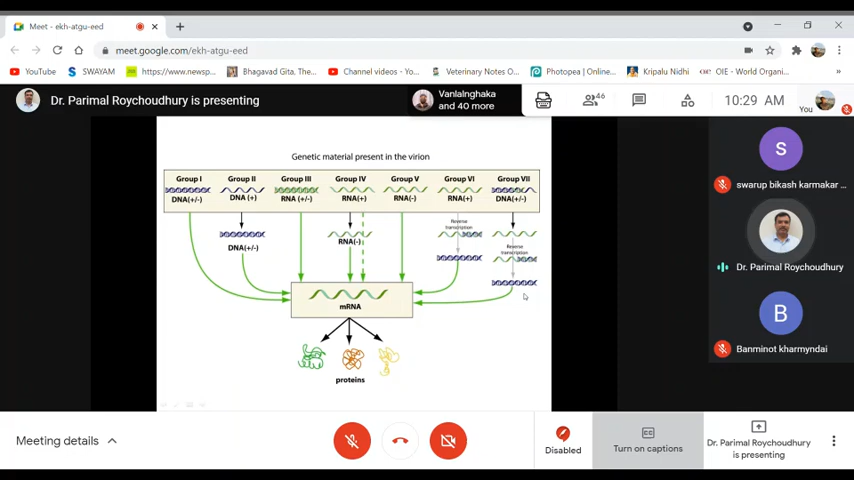 Meet - ekh-atgu-eed
meet.google.com/ekh-atgu-eed
YouTube
SWAYAM
https://www.newsp...
Bhagavad Gita, The...
Channel videos - Yo...
Veterinary Notes O...
Photopea | Online...
Kripalu Nidhi
OIE - World Organi...
»
Dr. Parimal Roychoudhury is presenting
Vanlalnghaka
and 40 more
46
10:29 AM
You
Genetic material present in the virion
Group I
Group II
Group III
Group IV
Group V
Group VI
Group VII
DNA(+/-)
DNA (+)
RNA (+/-)
RNA(+)
RNA(-)
RNA(+)
DNA(+/-)
DNA(+/-)
RNA(-)
Reverse
transcription
Reverse
transcription
mRNA
proteins
S
swarup bikash karmakar ...
Dr. Parimal Roychoudhury
B
Banminot kharmyndai
Meeting details
Disabled
CC
Turn on captions
Dr. Parimal Roychoudhury
is presenting